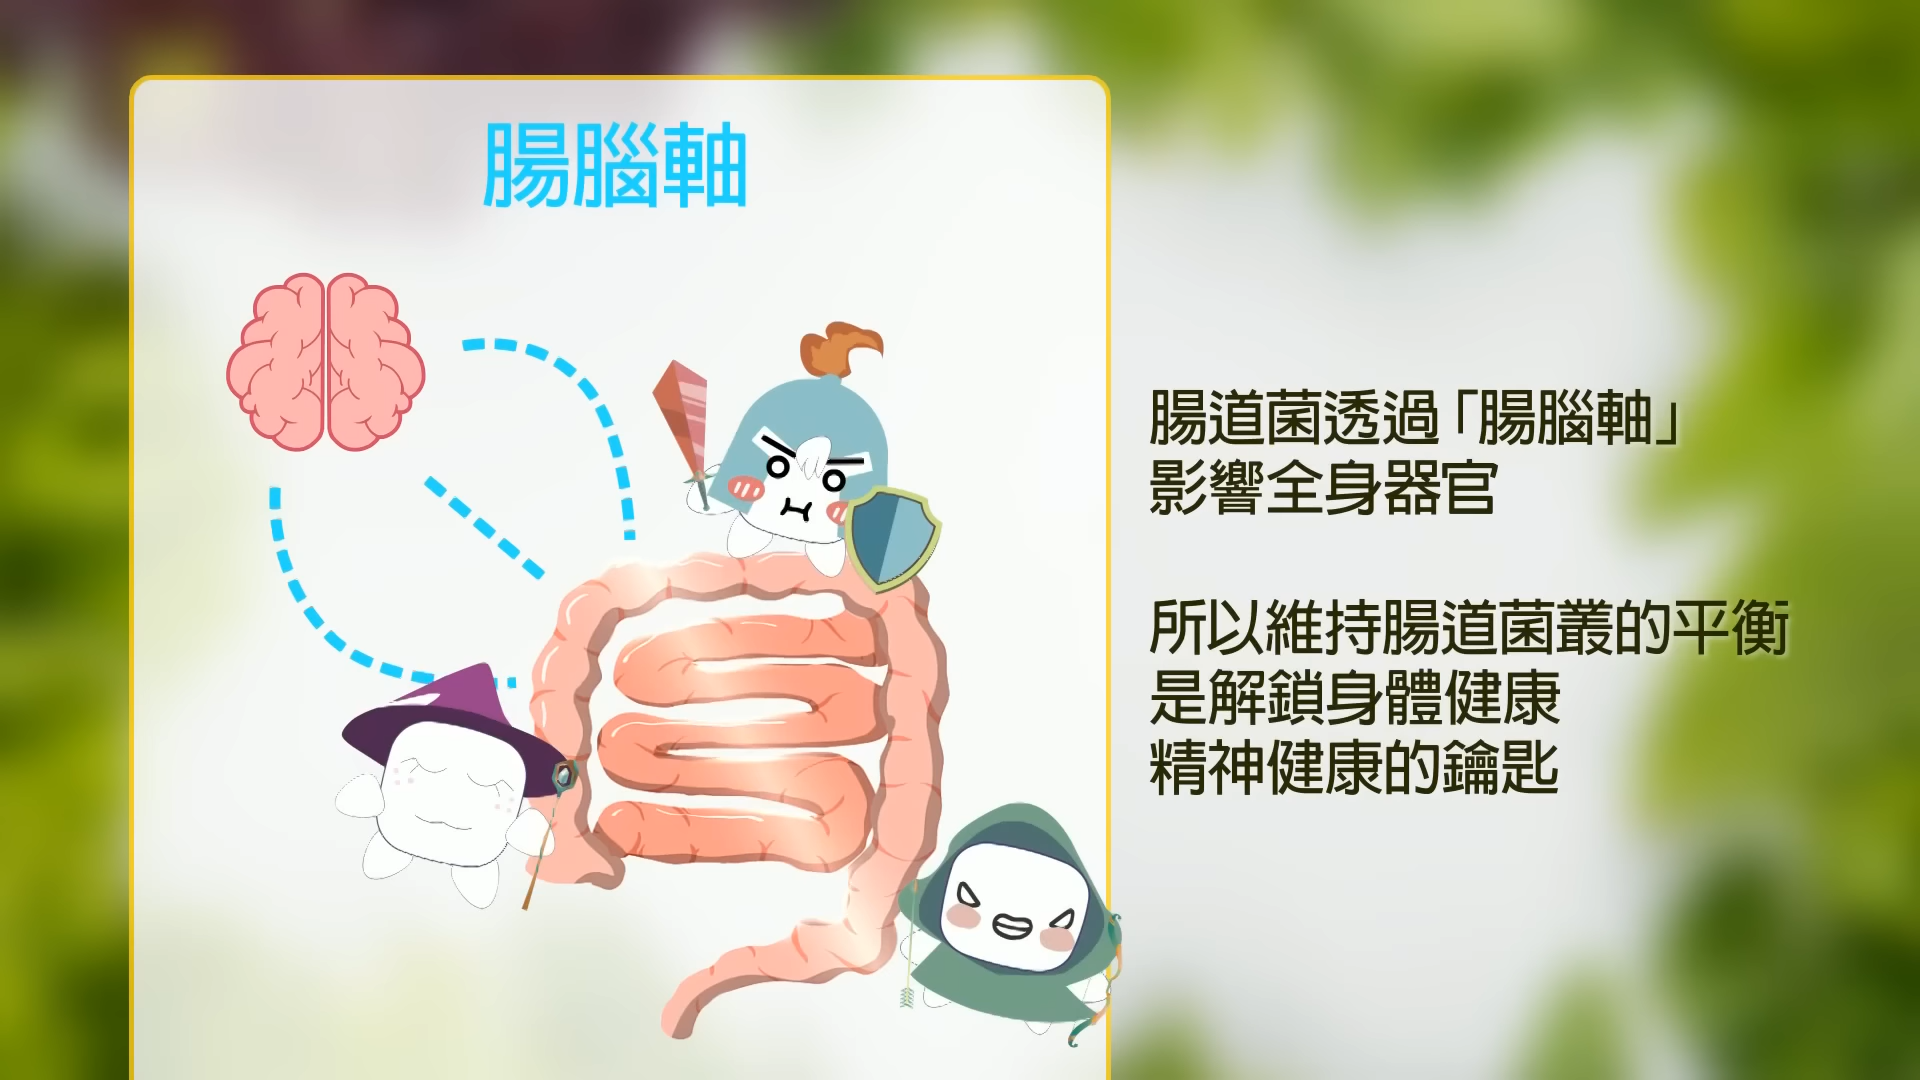 腸腦軸
腸道菌透過「腸腦軸」
影響全身器官
所以維持腸道菌叢的平衡
是解鎖身體健康
精神健康的鑰匙